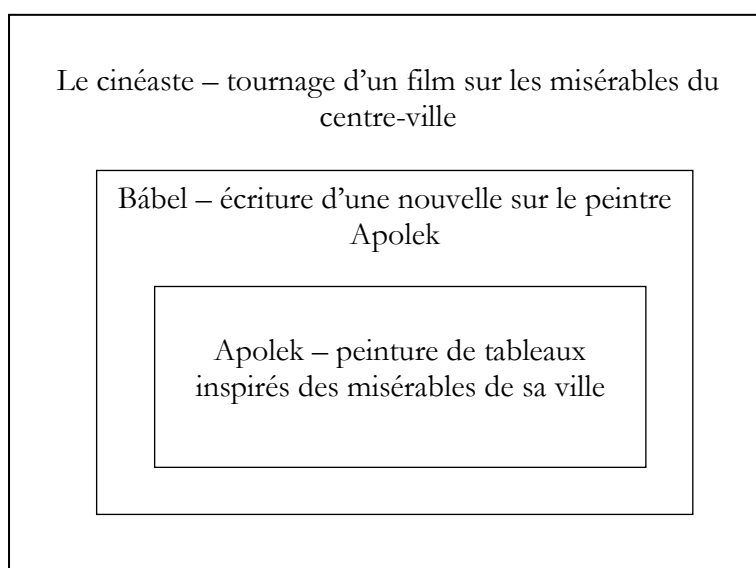 Le cinéaste – tournage d’un film sur les misérables du
centre-ville
Bábel – écriture d’une nouvelle sur le peintre
Apolek
Apolek – peinture de tableaux
inspirés des misérables de sa ville